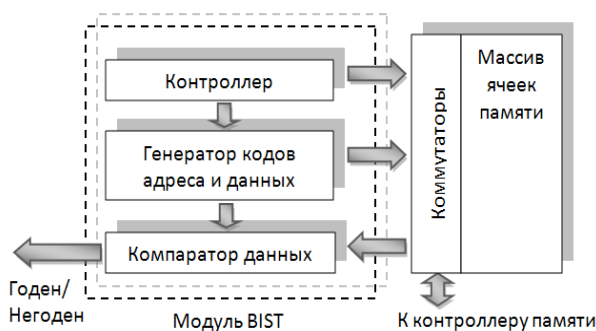 Контроллер
Генератор кодов
адреса и данных
Компаратор данных
Коммутаторы
Массив
ячеек
памяти
Годен/
Негоден
Модуль BIST
К контроллеру памяти